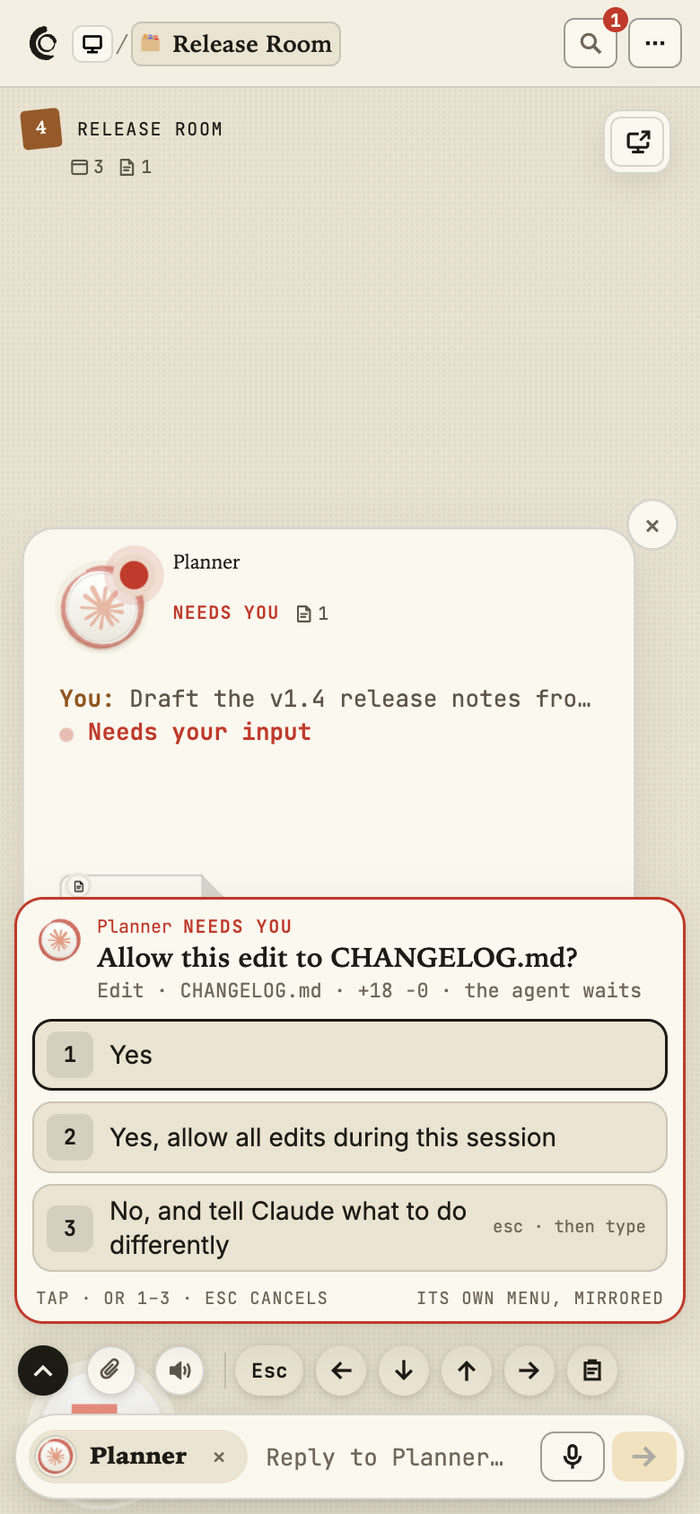 / Release Room
1
4 RELEASE ROOM
3 1
Planner
NEEDS YOU 1
You: Draft the v1.4 release notes fro…
Needs your input
Planner NEEDS YOU
Allow this edit to CHANGELOG.md?
Edit · CHANGELOG.md · +18 -0 · the agent waits
1 Yes
2 Yes, allow all edits during this session
3 No, and tell Claude what to do
differently
esc · then type
TAP · OR 1–3 · ESC CANCELS
ITS OWN MENU, MIRRORED
Esc
Planner × Reply to Planner…